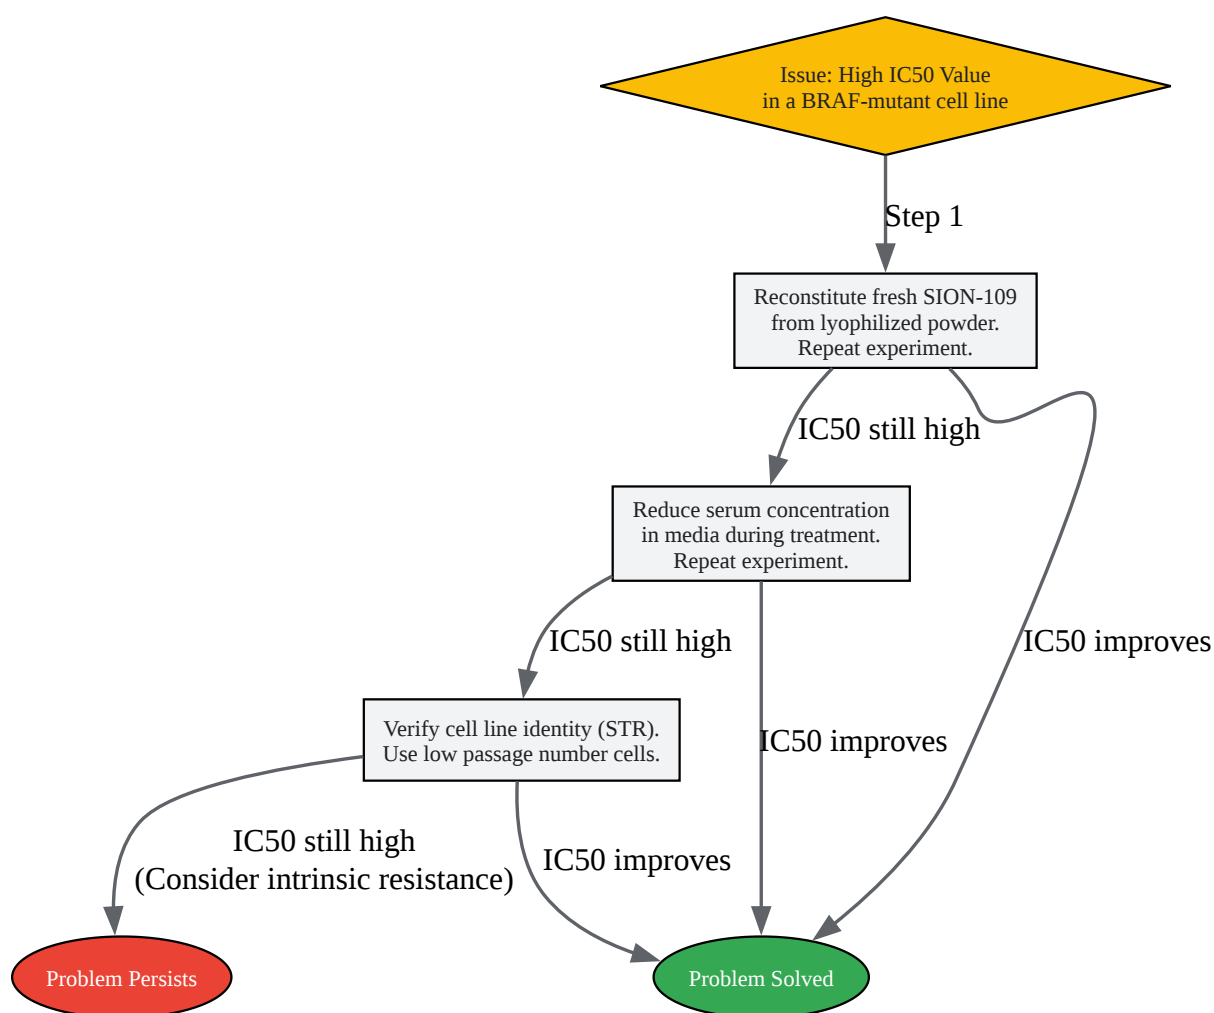 Issue: High IC50 Value
in a BRAF-mutant cell line
Step 1
Reconstitute fresh SION-109
from lyophilized powder.
Repeat experiment.
IC50 still high
Reduce serum concentration
in media during treatment.
Repeat experiment.
IC50 still high
IC50 improves
Verify cell line identity (STR).
Use low passage number cells.
IC50 improves
IC50 still high
(Consider intrinsic resistance)
IC50 improves
Problem Persists
Problem Solved